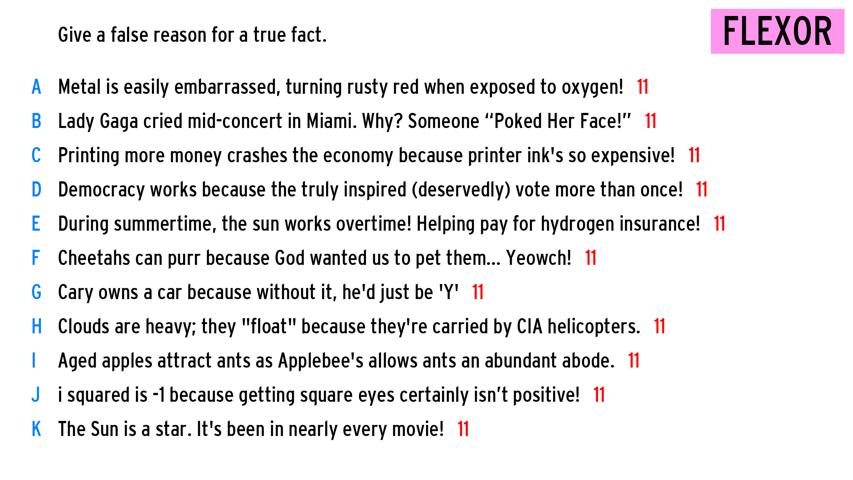 Give a false reason for a true fact.
FLEXOR
A Metal is easily embarrassed, turning rusty red when exposed to oxygen! 11
B Lady Gaga cried mid-concert in Miami. Why? Someone “Poked Her Face!” 11
C Printing more money crashes the economy because printer ink's so expensive! 11
D Democracy works because the truly inspired (deservedly) vote more than once! 11
E During summertime, the sun works overtime! Helping pay for hydrogen insurance! 11
F Cheetahs can purr because God wanted us to pet them... Yeowch! 11
G Cary owns a car because without it, he'd just be 'Y' 11
H Clouds are heavy; they "float" because they're carried by CIA helicopters. 11
I Aged apples attract ants as Applebee's allows ants an abundant abode. 11
J i squared is -1 because getting square eyes certainly isn’t positive! 11
K The Sun is a star. It's been in nearly every movie! 11